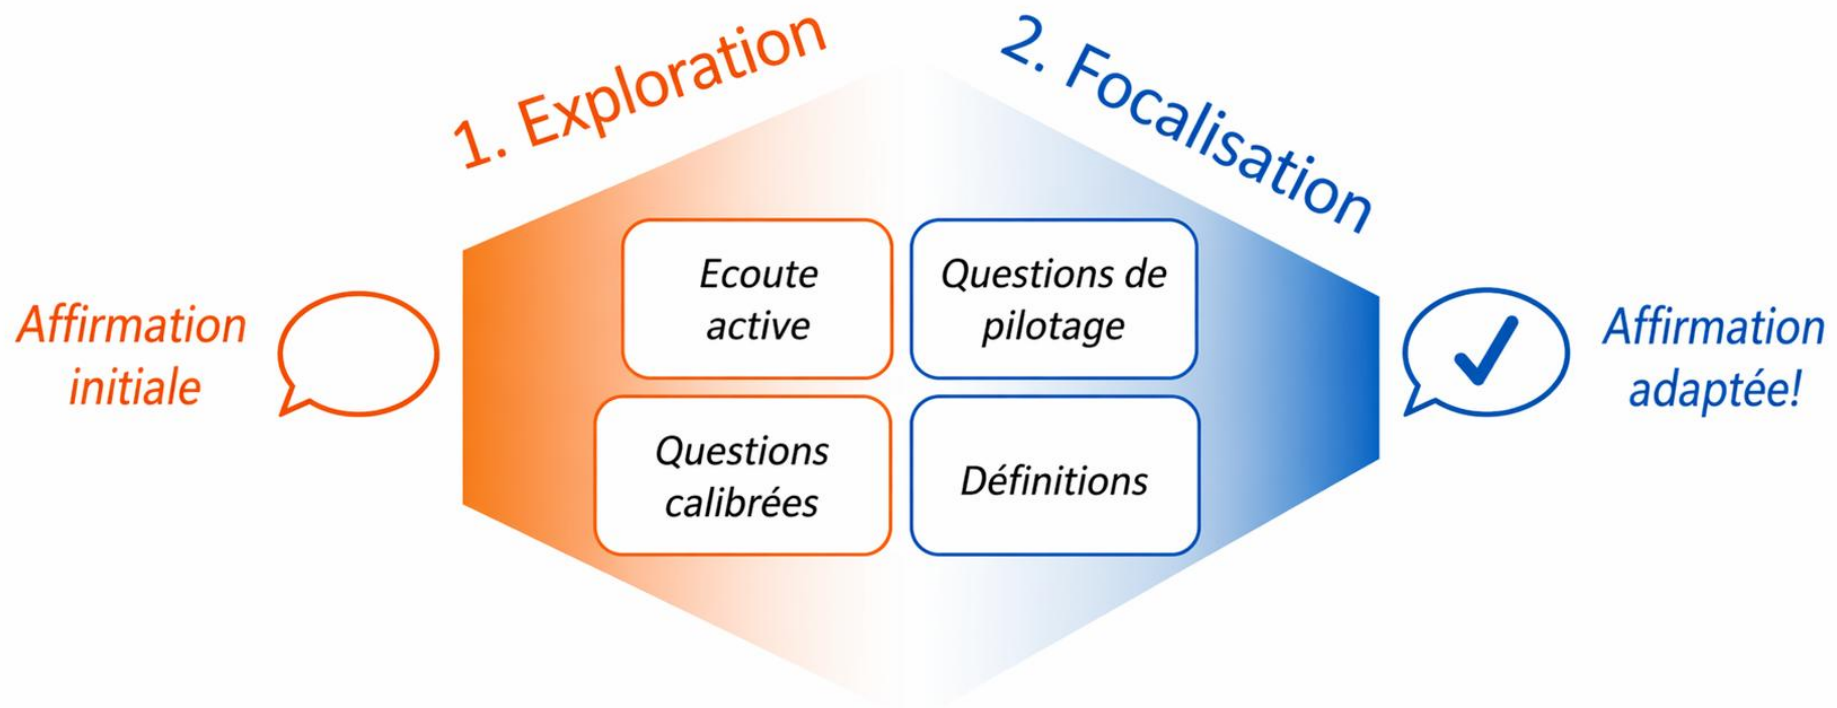 1. Exploration
2. Focalisation
Affirmation
initiale
Ecoute
active
Questions de
pilotage
Questions
calibrées
Définitions
Affirmation
adaptée!